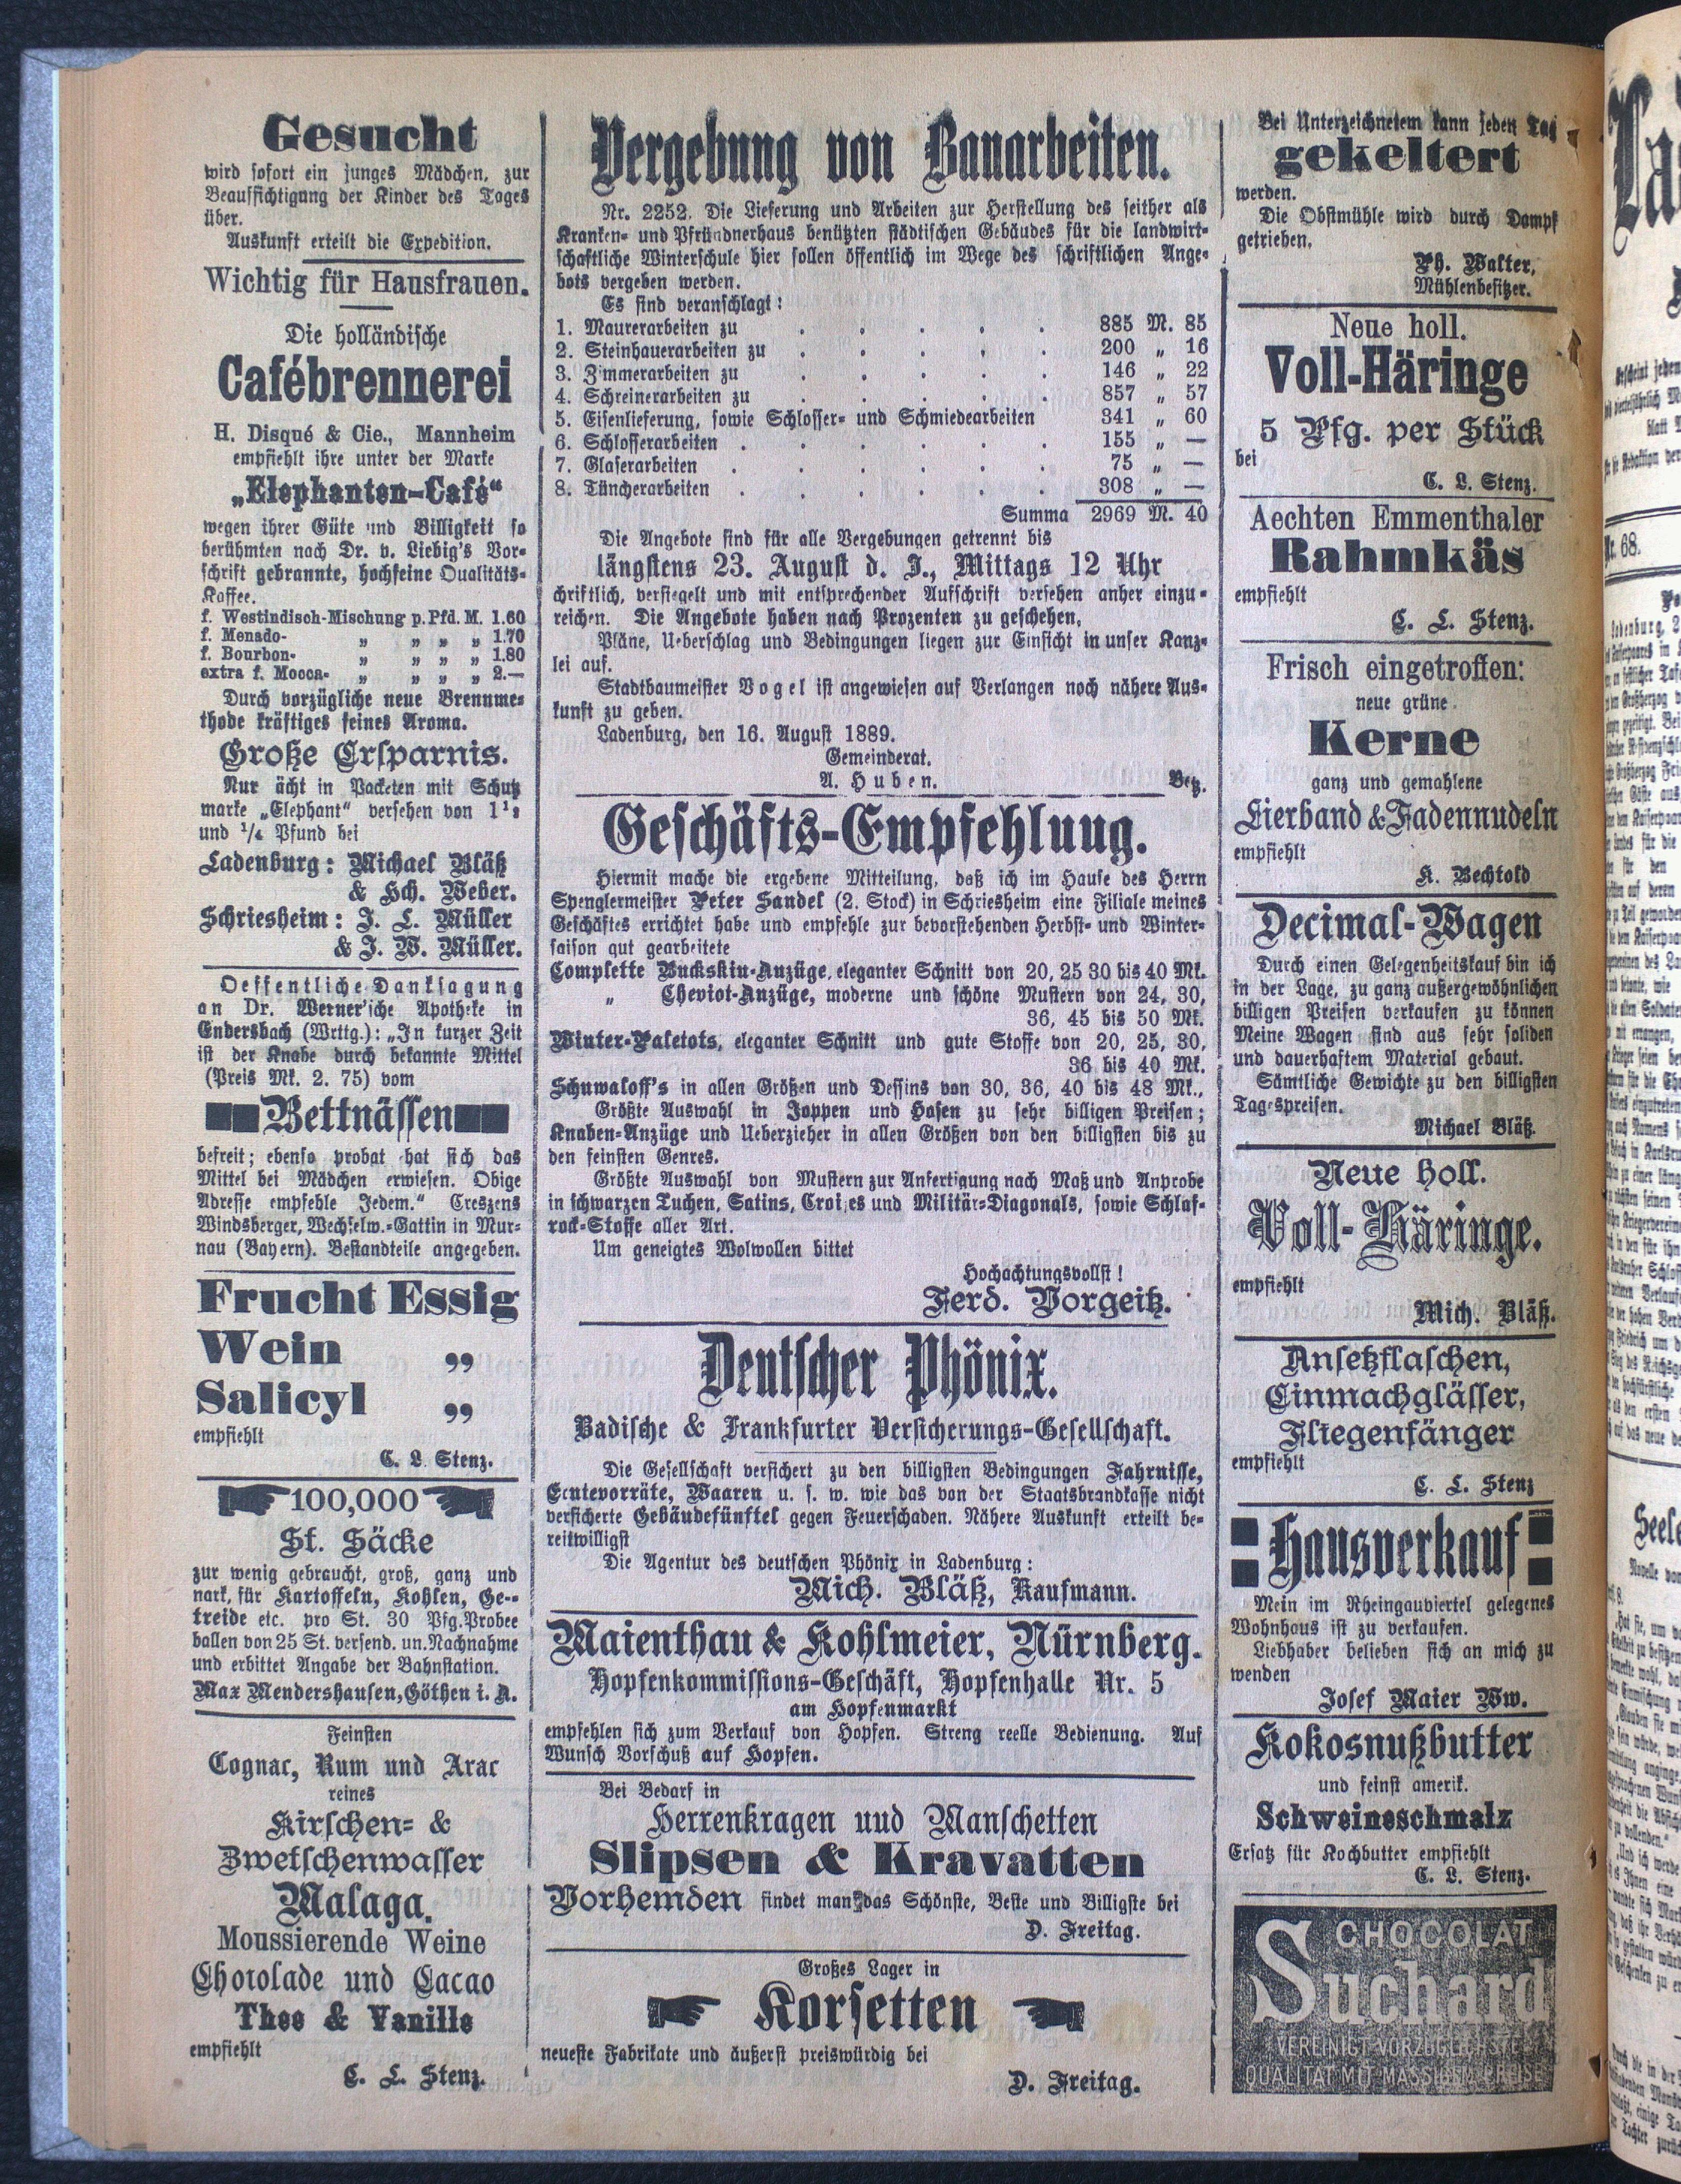 Gesucht
wird sofort ein junges Mädchen, zur
Beaufsichtigung der Kinder des Tages
über.
Auskunft erteilt die Expedition.
Wichtig für Hausfrauen.
Die holländische
Cafébrennerei
H. Disqué & Cie., Mannheim
empfiehlt ihre unter der Marke
„Elephanten-Café“
wegen ihrer Güte und Billigkeit so
berühmten nach Dr. v. Liebig's Vor-
schrift gebrannte, hochfeine Qualitäts-
Kaffee.
f. Westindisch-Mischung p. Pfd. M. 1.60
f. Menado- „ „ „ „ 1.70
f. Bourbon- „ „ „ „ 1.80
extra f. Mocca- „ „ „ „ 2.—
Durch vorzügliche neue Brennme-
thode kräftiges feines Aroma.
Große Ersparnis.
Nur ächt in Packeten mit Schutz
marke „Elephant“ versehen von 1
und 1/4 Pfund bei
Ladenburg: Michael Bläß
& Hch. Weber.
Schriesheim: J. L. Müller
& J. W. Müller.
Oeffentliche Danksagung
an Dr. Werner'sche Apotheke in
Endersbach (Wrttg.): „In kurzer Zeit
ist der Knabe durch bekannte Mittel
(Preis Mk. 2. 75) vom
Bettnässen
befreit; ebenso probat hat sich das
Mittel bei Mädchen erwiesen. Obige
Adresse empfehle Jedem.“ Creszens
Windsberger, Wechselw.-Gattin in Mur-
nau (Bayern). Bestandteile angegeben.
Frucht Essig
Wein „
Salicyl „
empfiehlt
C. L. Stenz.
100,000
St. Säcke
zur wenig gebraucht, groß, ganz und
nark, für Kartoffeln, Kohlen, Ge-
treide etc. pro St. 30 Pfg. Probee
ballen von 25 St. versend. un. Nachnahme
und erbittet Angabe der Bahnstation.
Max Mendershausen, Göthen i. A.
Feinsten
Cognac, Rum und Arac
reines
Kirschen- &
Zwetschenwasser
Malaga.
Moussierende Weine
Chocolade und Cacao
Thee & Vanille
empfiehlt
C. L. Stenz.
Vergebung von Bauarbeiten.
Nr. 2252. Die Lieferung und Arbeiten zur Herstellung des seither als
Kranken- und Pfründnerhaus benützten städtischen Gebäudes für die landwirt-
schaftliche Winterschule hier sollen öffentlich im Wege des schriftlichen Ange-
bots vergeben werden.
Es sind veranschlagt:
1. Maurerarbeiten zu . . . . . 885 M. 85
2. Steinhauerarbeiten zu . . . . . 200 „ 16
3. Zimmerarbeiten zu . . . . . 146 „ 22
4. Schreinerarbeiten zu . . . . . 857 „ 57
5. Eisenlieferung, sowie Schlosser- und Schmiedearbeiten 341 „ 60
6. Schlosserarbeiten . . . . . 155 „ —
7. Glaserarbeiten . . . . . 75 „ —
8. Tüncherarbeiten . . . . . 308 „ —
Summa 2969 M. 40
Die Angebote sind für alle Vergebungen getrennt bis
längstens 23. August d. J., Mittags 12 Uhr
chriftlich, versiegelt und mit entsprechender Aufschrift versehen anher einzu-
reichen. Die Angebote haben nach Prozenten zu geschehen.
Pläne, Ueberschlag und Bedingungen liegen zur Einsicht in unser Kanz-
lei auf.
Stadtbaumeister Vogel ist angewiesen auf Verlangen noch nähere Aus-
kunft zu geben.
Ladenburg, den 16. August 1889.
Gemeinderat.
A. Huben. Betz.
Geschäfts-Empfehlung.
Hiermit mache die ergebene Mitteilung, daß ich im Hause des Herrn
Spenglermeister Peter Sandel (2. Stock) in Schriesheim eine Filiale meines
Geschäftes errichtet habe und empfehle zur bevorstehenden Herbst- und Winter-
saison gut gearbeitete
Complette Buckskin-Anzüge, eleganter Schnitt von 20, 25 30 bis 40 Mk.
„ Cheviot-Anzüge, moderne und schöne Mustern von 24, 30,
36, 45 bis 50 Mk.
Winter-Paletots, eleganter Schnitt und gute Stoffe von 20, 25, 30,
36 bis 40 Mk.
Schuwaloff's in allen Größen und Dessins von 30, 36, 40 bis 48 Mk.,
Größte Auswahl in Joppen und Hosen zu sehr billigen Preisen;
Knaben-Anzüge und Ueberzieher in allen Größen von den billigsten bis zu
den feinsten Genres.
Größte Auswahl von Mustern zur Anfertigung nach Maß und Anprobe
in schwarzen Tuchen, Satins, Croises und Militär-Diagonals, sowie Schlaf-
rock-Stoffe aller Art.
Um geneigtes Wolwollen bittet
Hochachtungsvollst!
Ferd. Vorgeitz.
Deutscher Phönix.
Badische & Frankfurter Versicherungs-Gesellschaft.
Die Gesellschaft versichert zu den billigsten Bedingungen Fahrnisse,
Erntevorräte, Waaren u. s. w. wie das von der Staatsbrandkasse nicht
versicherte Gebäudefünftel gegen Feuerschaden. Nähere Auskunft erteilt be-
reitwilligst
Die Agentur des deutschen Phönix in Ladenburg:
Mich. Bläß, Kaufmann.
Maienthau & Kohlmeier, Nürnberg.
Hopfenkommissions-Geschäft, Hopfenhalle Nr. 5
am Hopfenmarkt
empfehlen sich zum Verkauf von Hopfen. Streng reelle Bedienung. Auf
Wunsch Vorschuß auf Hopfen.
Bei Bedarf in
Herrenkragen und Manschetten
Slipsen & Kravatten
Vorhemden findet man das Schönste, Beste und Billigste bei
D. Freitag.
Großes Lager in
Korsetten
neueste Fabrikate und äußerst preiswürdig bei
D. Freitag.
Bei Unterzeichnetem kann jeden Tag
gekeltert
werden.
Die Obstmühle wird durch Dampf
getrieben.
Ph. Walter,
Mühlenbesitzer.
Neue holl.
Voll-Häringe
5 Pfg. per Stück
bei
C. L. Stenz.
Aechten Emmenthaler
Rahmkäs
empfiehlt
C. L. Stenz.
Frisch eingetroffen:
neue grüne
Kerne
ganz und gemahlene
Eierband & Fadennudeln
empfiehlt
K. Bechtold
Decimal-Wagen
Durch einen Gelegenheitskauf bin ich
in der Lage, zu ganz außergewöhnlichen
billigen Preisen verkaufen zu können
Meine Wagen sind aus sehr soliden
und dauerhaftem Material gebaut.
Sämtliche Gewichte zu den billigsten
Tagespreisen.
Michael Bläß.
Neue holl.
Voll-Häringe.
empfiehlt
Mich. Bläß.
Ansetzflaschen,
Einmachglässer,
Fliegenfänger
empfiehlt
C. L. Stenz
Hausverkauf
Mein im Rheingauviertel gelegenes
Wohnhaus ist zu verkaufen.
Liebhaber belieben sich an mich zu
wenden
Josef Maier Ww.
Kokosnußbutter
und feinst amerik.
Schweineschmalz
Ersatz für Kochbutter empfiehlt
C. L. Stenz.
CHOCOLAT
Suchard
VEREINIGT VORZÜGLICHSTE
QUALITÄT MIT MÄSSIGEM PREISE